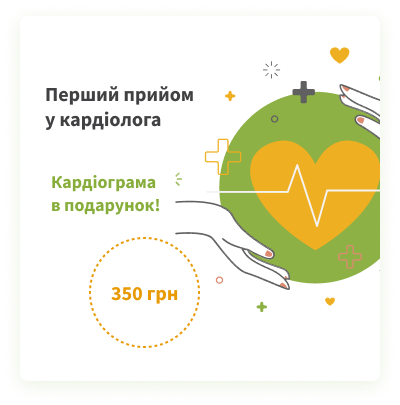 Перший прийом
у кардіолога
Кардіограма
в подарунок!
350 грн